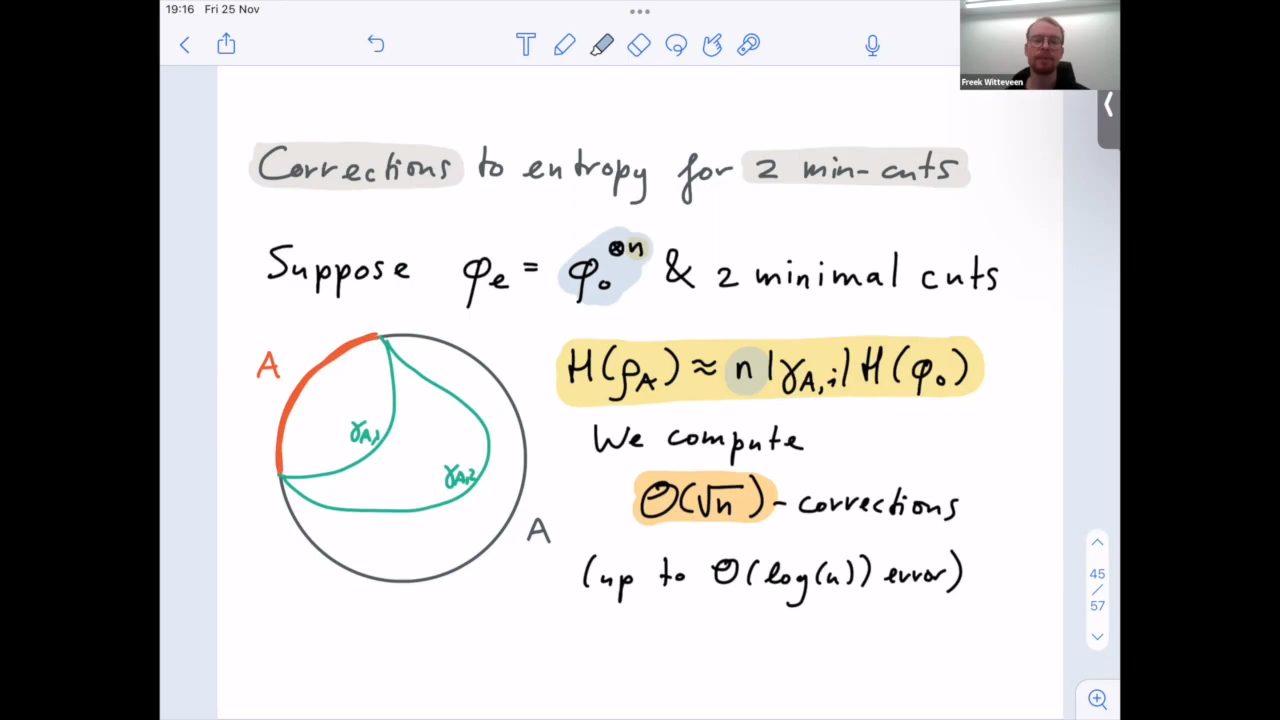 19:16 Fri 25 Nov
T
Freek Witteveen
Corrections to entropy for 2 min-cuts
Suppose φe = φ₀^⊗n & 2 minimal cuts
A
H(ρA) ≈ n |γA,i| H(φ₀)
We compute
γA,1
γA,2
O(√n) - corrections
A
(up to O(log(n)) error)
45
/
57